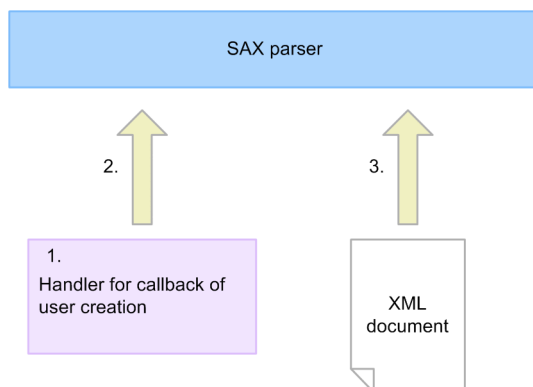 SAX parser
2.
3.
1.
Handler for callback of
user creation
XML
document